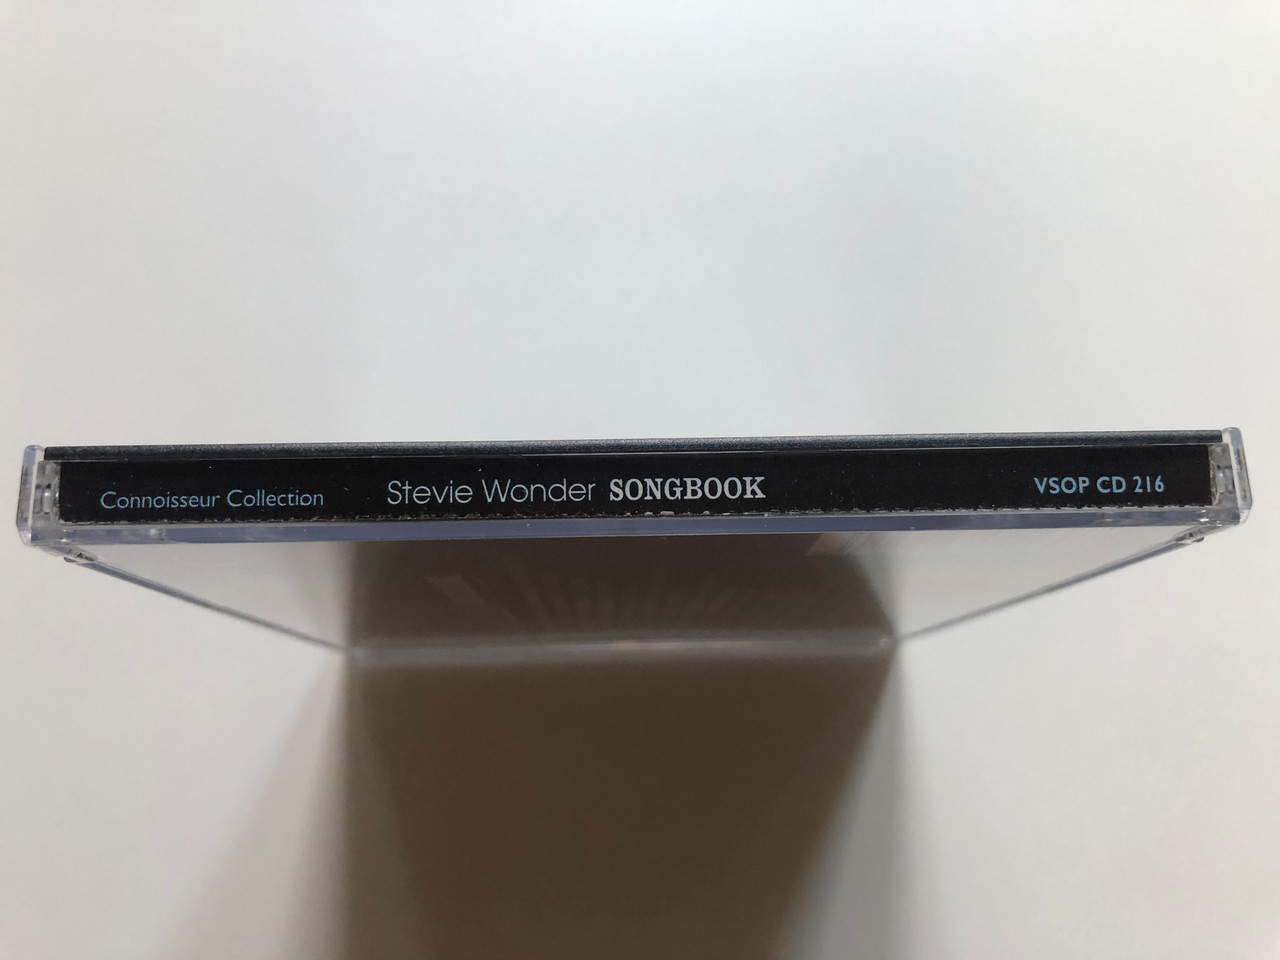 Connoisseur Collection Stevie Wonder SONGBOOK VSOP CD 216